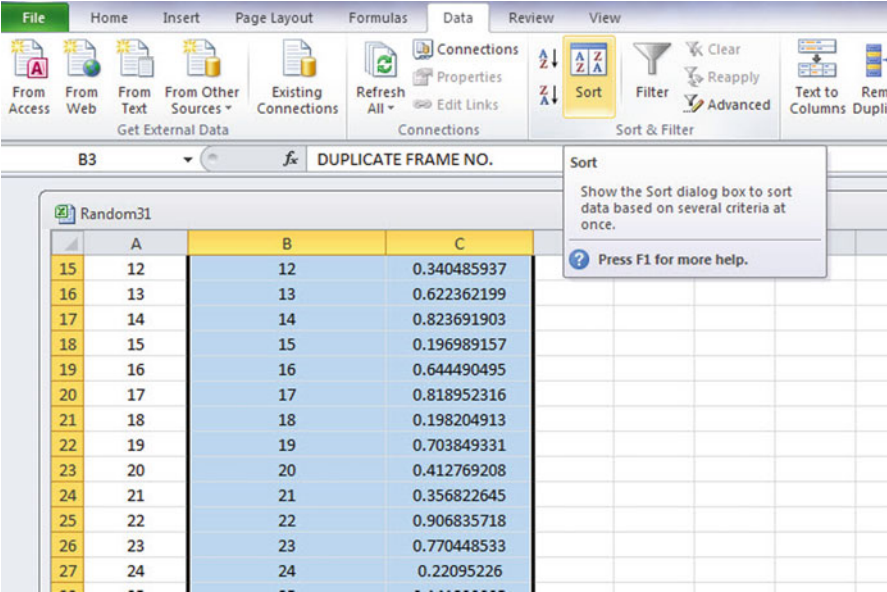 File Home Insert Page Layout Formulas Data Review View
From Access
From Web
From Text
From Other Sources
Existing Connections
Get External Data
Refresh All
Connections
Properties
Edit Links
Connections
Sort
Filter
Clear
Reapply
Advanced
Sort & Filter
Text to Columns
B3 fx DUPLICATE FRAME NO.
Sort
Show the Sort dialog box to sort
data based on several criteria at
once.
Press F1 for more help.
Random31
A B C
15 12 12 0.340485937
16 13 13 0.622362199
17 14 14 0.823691903
18 15 15 0.196989157
19 16 16 0.644490495
20 17 17 0.818952316
21 18 18 0.198204913
22 19 19 0.703849331
23 20 20 0.412769208
24 21 21 0.356822645
25 22 22 0.906835718
26 23 23 0.770448533
27 24 24 0.22095226